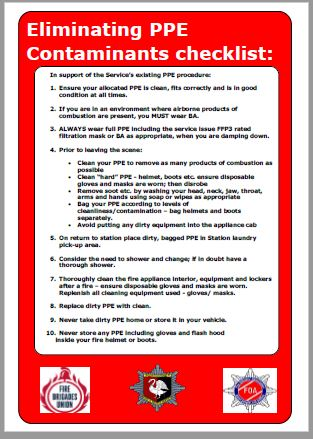 Eliminating PPE
Contaminants checklist:
In support of the Service's existing PPE procedure:
1. Ensure your allocated PPE is clean, fits correctly and is in good
condition at all times.
2. If you are in an environment where airborne products of
combustion are present, you MUST wear BA.
3. ALWAYS wear full PPE including the service issue FFP3 rated
filtration mask or BA as appropriate, when you are damping down.
4. Prior to leaving the scene:
• Clean your PPE to remove as many products of combustion as
possible
• Clean "hard" PPE - helmet, boots etc. ensure disposable
gloves and masks are worn; then disrobe
• Remove soot etc. by washing your head, neck, jaw, throat,
arms and hands using soap or wipes as appropriate
• Bag your PPE according to levels of
cleanliness/contamination – bag helmets and boots
separately.
• Avoid putting any dirty equipment into the appliance cab
5. On return to station place dirty, bagged PPE in Station laundry
pick-up area.
6. Consider the need to shower and change; if in doubt have a
thorough shower.
7. Thoroughly clean the fire appliance interior, equipment and lockers
after a fire – ensure disposable gloves and masks are worn.
Replenish all cleaning equipment used - gloves/ masks.
8. Replace dirty PPE with clean.
9. Never take dirty PPE home or store it in your vehicle.
10. Never store any PPE including gloves and flash hood
inside your fire helmet or boots.
FIRE
BRIGADES
UNION
FOA